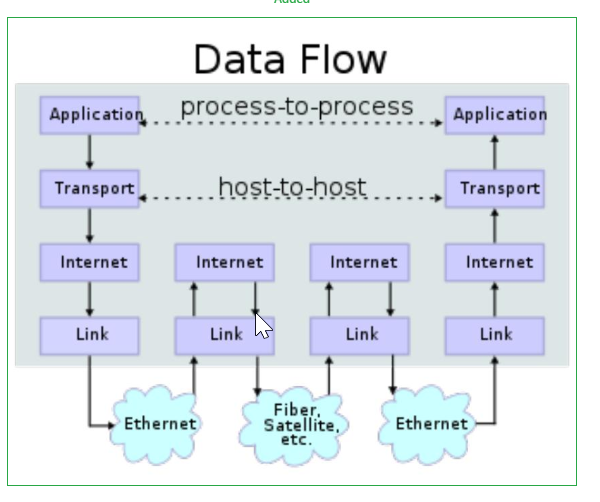 Added
Data Flow
Application process-to-process Application
Transport host-to-host Transport
Internet Internet Internet Internet
Link Link Link Link
Ethernet Fiber, Satellite, etc. Ethernet